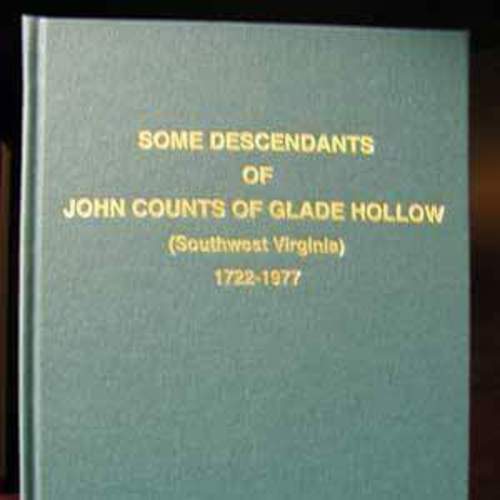 SOME DESCENDANTS
OF
JOHN COUNTS OF GLADE HOLLOW
(Southwest Virginia)
1722-1977